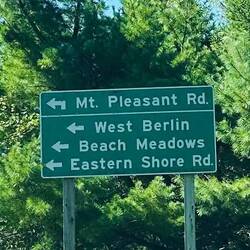 Mt. Pleasant Rd.
West Berlin
Beach Meadows
Eastern Shore Rd.